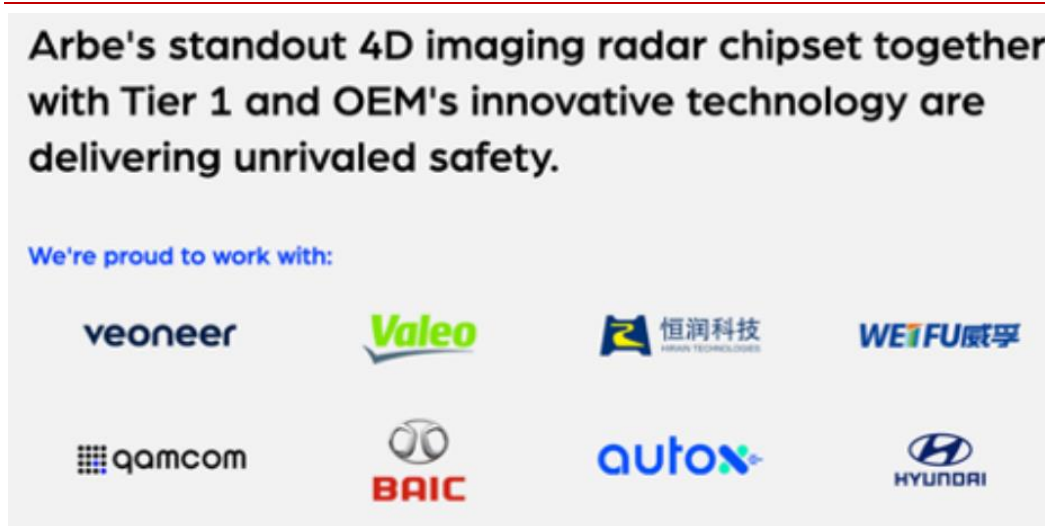 Arbe's standout 4D imaging radar chipset together
with Tier 1 and OEM's innovative technology are
delivering unrivaled safety.
We're proud to work with:
veoneer
Valeo
恒润科技
HIRAIN TECHNOLOGIES
WEIFU威孚
qamcom
BAIC
autox
HYUNDAI